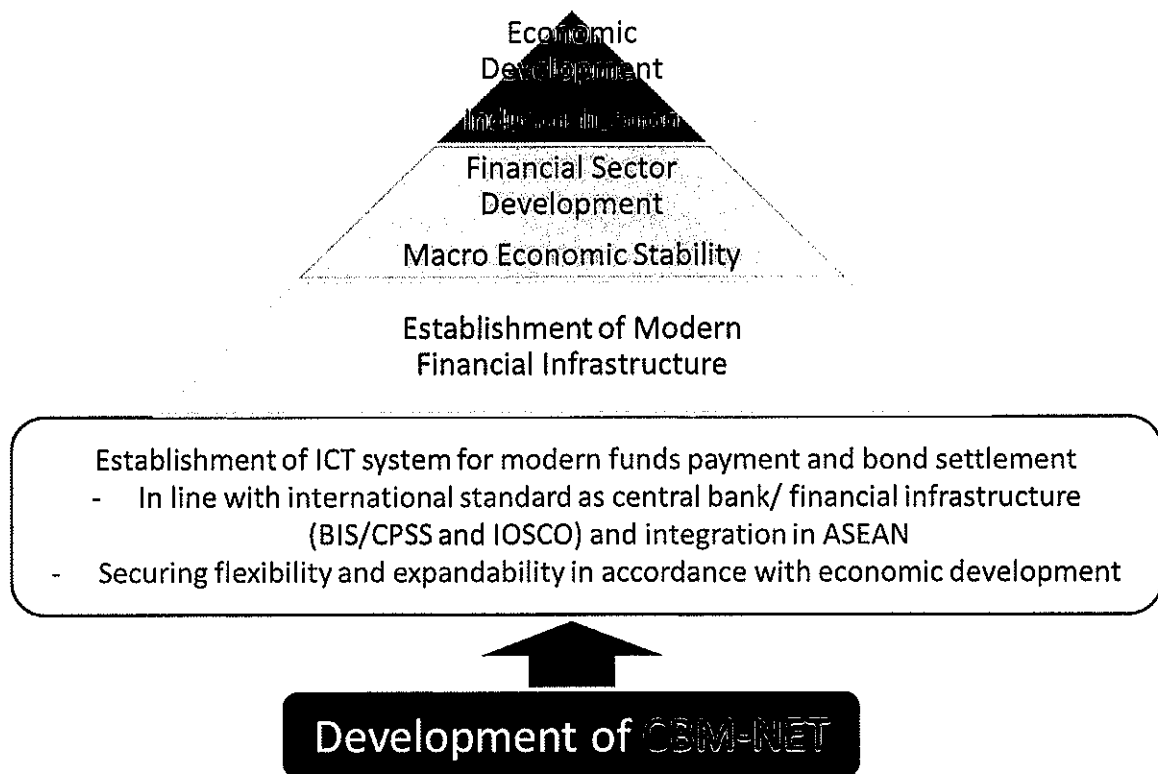 Economic
Development
Industrialization
Financial Sector
Development
Macro Economic Stability
Establishment of Modern
Financial Infrastructure
Establishment of ICT system for modern funds payment and bond settlement
- In line with international standard as central bank/ financial infrastructure
(BIS/CPSS and IOSCO) and integration in ASEAN
- Securing flexibility and expandability in accordance with economic development
Development of CBM-NET